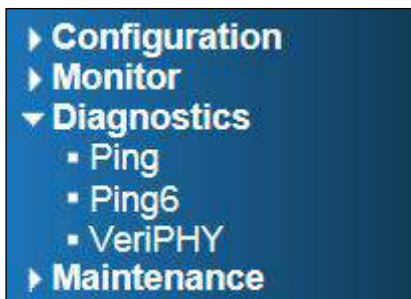 Configuration
Monitor
Diagnostics
Ping
Ping6
VeriPHY
Maintenance